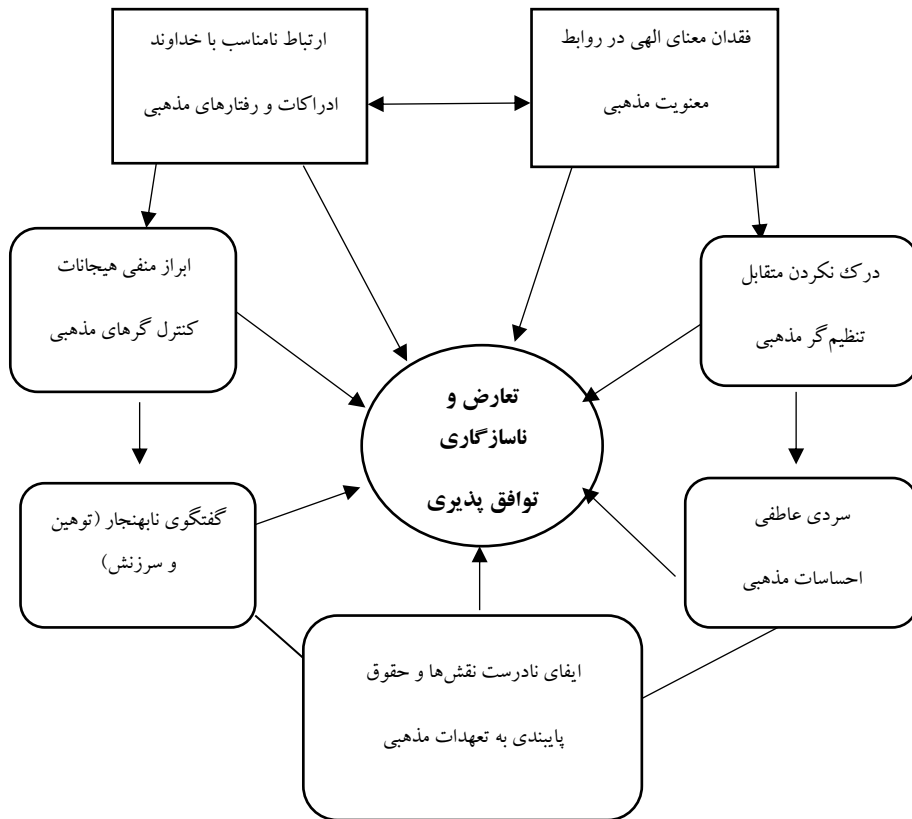 ارتباط نامناسب با خداوند
ادراکات و رفتارهای مذهبی
فقدان معنای الهی در روابط
معنویت مذهبی
ابراز منفی هیجانات
کنترل گرهای مذهبی
درک نکردن متقابل
تنظیم‌گر مذهبی
تعارض و
ناسازگاری
توافق پذیری
گفتگوی نابهنجار (توهین
و سرزنش)
سردی عاطفی
احساسات مذهبی
ایفای نادرست نقش‌ها و حقوق
پایبندی به تعهدات مذهبی